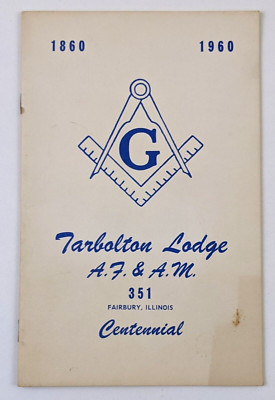 1860 1960
G
Tarbolton Lodge
A.F. & A.M.
351
FAIRBURY, ILLINOIS
Centennial